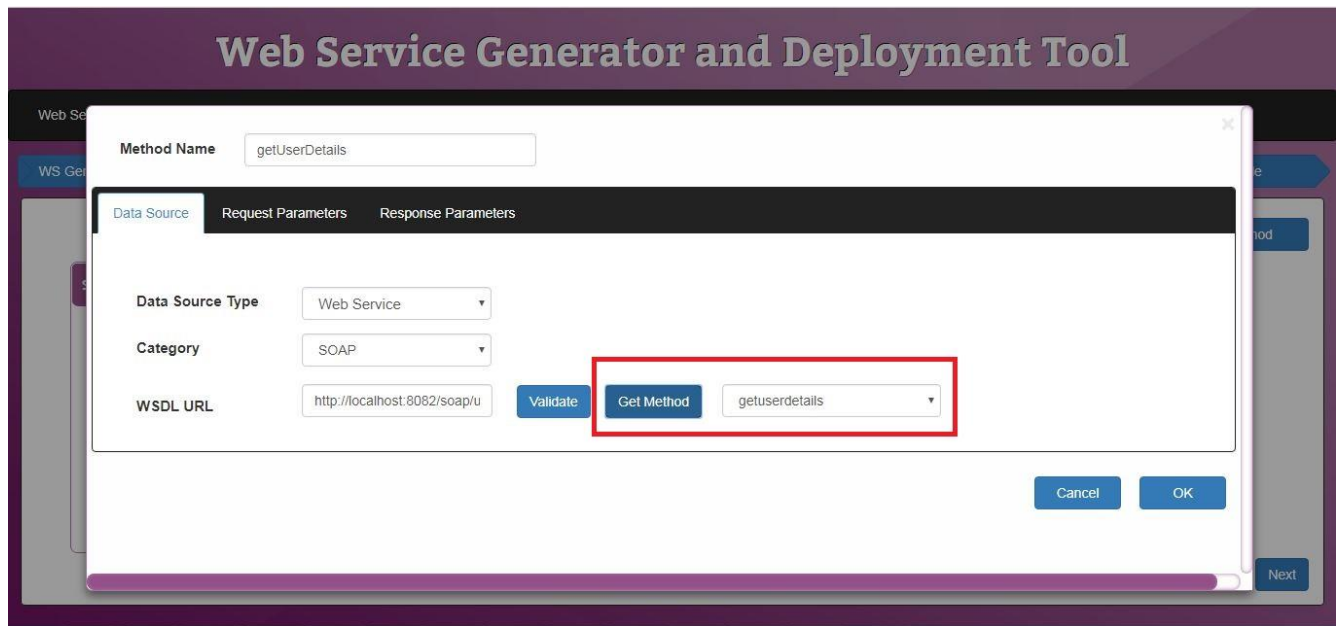 Web Service Generator and Deployment Tool
Web Se
Method Name getUserDetails
WS Gen
Data Source Request Parameters Response Parameters
Data Source Type Web Service
Category SOAP
WSDL URL http://localhost:8082/soap/u Validate Get Method getuserdetails
Cancel OK
Next